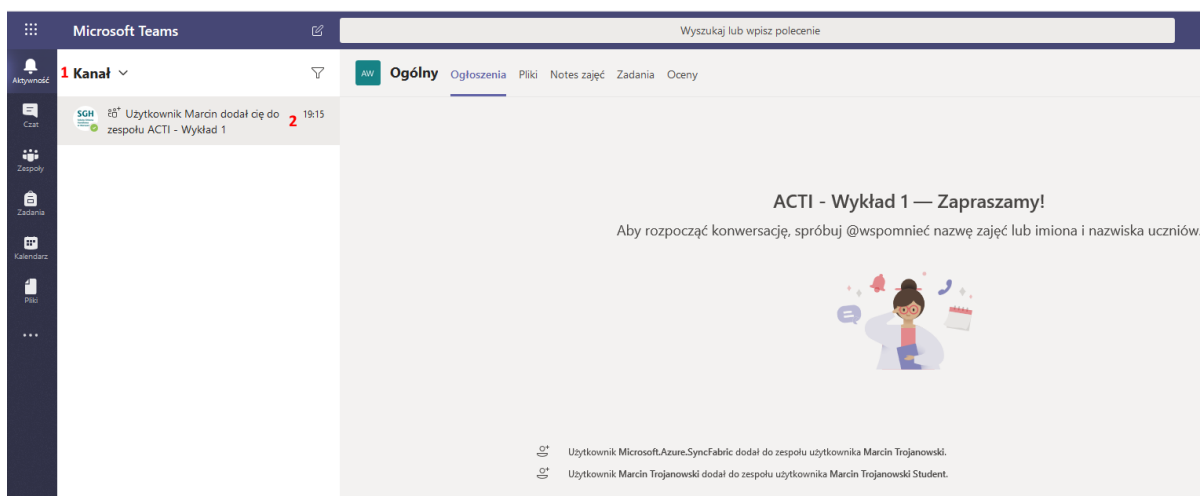 Microsoft Teams
Wyszukaj lub wpisz polecenie
Aktywność
1 Kanał
AW Ogólny Ogłoszenia Pliki Notes zajęć Zadania Oceny
SGH Użytkownik Marcin dodał cię do 19:15
zespołu ACTI - Wykład 1
2
Czat
Zespoły
Zadania
Kalendarz
Pliki
ACTI - Wykład 1 — Zapraszamy!
Aby rozpocząć konwersację, spróbuj @wspomnieć nazwę zajęć lub imiona i nazwiska uczniów.
Użytkownik Microsoft.Azure.SyncFabric dodał do zespołu użytkownika Marcin Trojanowski.
Użytkownik Marcin Trojanowski dodał do zespołu użytkownika Marcin Trojanowski Student.